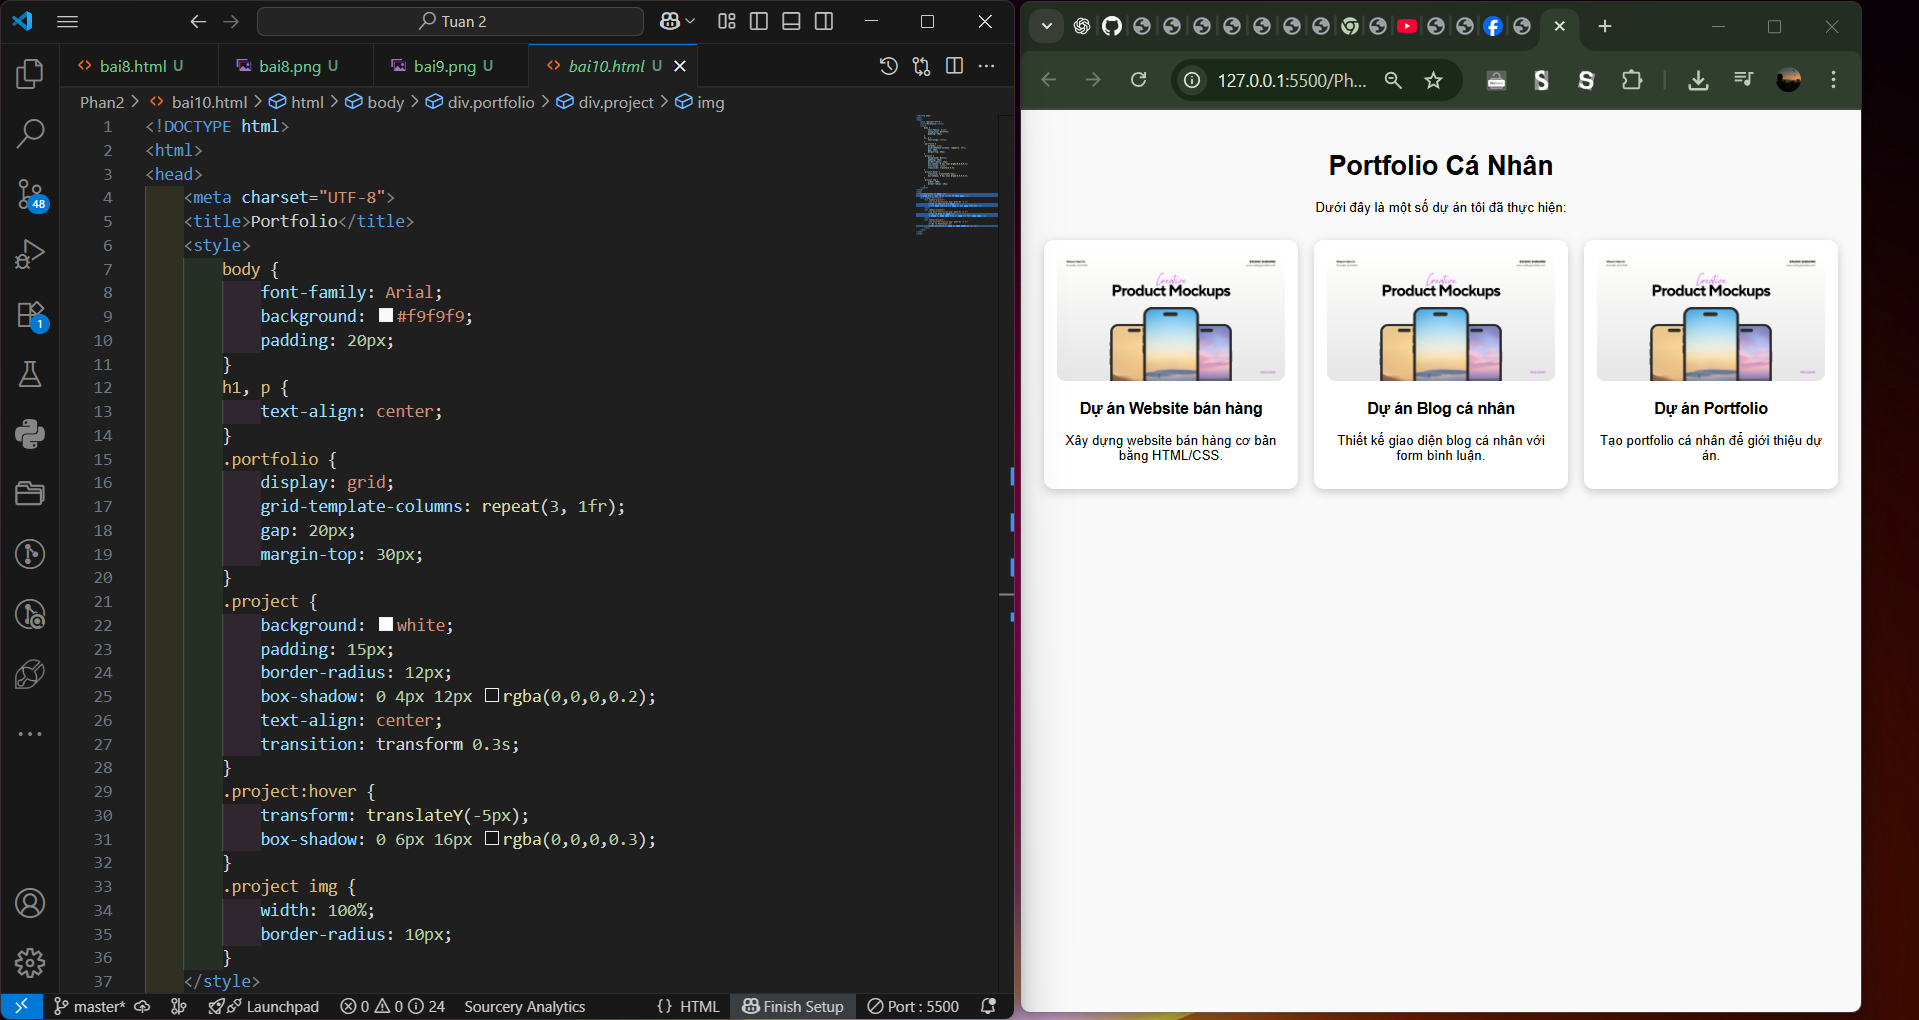 Tuan 2
bai8.html U
bai8.png U
bai9.png U
bai10.html U
Phan2 > bai10.html > html > body > div.portfolio > div.project > img
1 <!DOCTYPE html>
2 <html>
3 <head>
4 <meta charset="UTF-8">
5 <title>Portfolio</title>
6 <style>
7 body {
8 font-family: Arial;
9 background: #f9f9f9;
10 padding: 20px;
11 }
12 h1, p {
13 text-align: center;
14 }
15 .portfolio {
16 display: grid;
17 grid-template-columns: repeat(3, 1fr);
18 gap: 20px;
19 margin-top: 30px;
20 }
21 .project {
22 background: white;
23 padding: 15px;
24 border-radius: 12px;
25 box-shadow: 0 4px 12px rgba(0,0,0,0.2);
26 text-align: center;
27 transition: transform 0.3s;
28 }
29 .project:hover {
30 transform: translateY(-5px);
31 box-shadow: 0 6px 16px rgba(0,0,0,0.3);
32 }
33 .project img {
34 width: 100%;
35 border-radius: 10px;
36 }
37 </style>
48
1
master* Launchpad 0 0 24 Sourcery Analytics {} HTML Finish Setup Port : 5500
127.0.0.1:5500/Ph...
Portfolio Cá Nhân
Dưới đây là một số dự án tôi đã thực hiện:
Creative
Product Mockups
Dự án Website bán hàng
Xây dựng website bán hàng cơ bản
bằng HTML/CSS.
Creative
Product Mockups
Dự án Blog cá nhân
Thiết kế giao diện blog cá nhân với
form bình luận.
Creative
Product Mockups
Dự án Portfolio
Tạo portfolio cá nhân để giới thiệu dự
án.